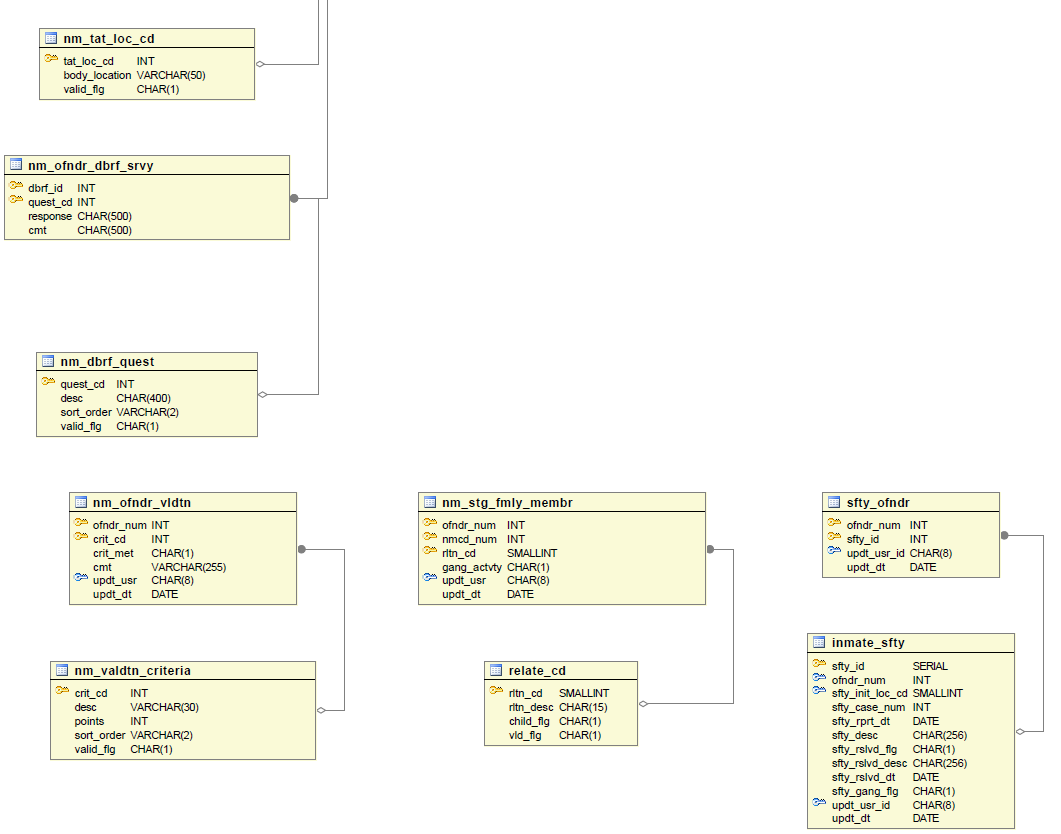 nm_tat_loc_cd
tat_loc_cd INT
body_location VARCHAR(50)
valid_flg CHAR(1)
nm_ofndr_dbrf_srvy
dbrf_id INT
quest_cd INT
response CHAR(500)
cmt CHAR(500)
nm_dbrf_quest
quest_cd INT
desc CHAR(400)
sort_order VARCHAR(2)
valid_flg CHAR(1)
nm_ofndr_vldtn
ofndr_num INT
crit_cd INT
crit_met CHAR(1)
cmt VARCHAR(255)
updt_usr CHAR(8)
updt_dt DATE
nm_stg_fmly_membr
ofndr_num INT
nmcd_num INT
rltn_cd SMALLINT
gang_actvty CHAR(1)
updt_usr CHAR(8)
updt_dt DATE
sfty_ofndr
ofndr_num INT
sfty_id INT
updt_usr_id CHAR(8)
updt_dt DATE
nm_valdtn_criteria
crit_cd INT
desc VARCHAR(30)
points INT
sort_order VARCHAR(2)
valid_flg CHAR(1)
relate_cd
rltn_cd SMALLINT
rltn_desc CHAR(15)
child_flg CHAR(1)
vld_flg CHAR(1)
inmate_sfty
sfty_id SERIAL
ofndr_num INT
sfty_init_loc_cd SMALLINT
sfty_case_num INT
sfty_rprt_dt DATE
sfty_desc CHAR(256)
sfty_rslvd_flg CHAR(1)
sfty_rslvd_desc CHAR(256)
sfty_rslvd_dt DATE
sfty_gang_flg CHAR(1)
updt_usr_id CHAR(8)
updt_dt DATE